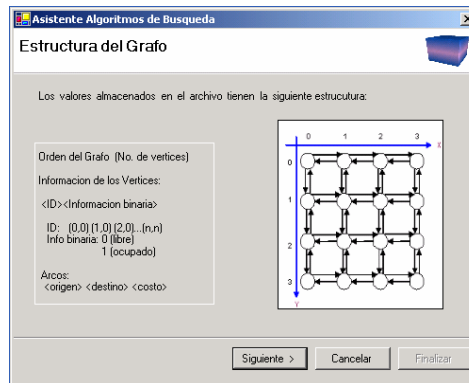 Asistente Algoritmos de Busqueda
Estructura del Grafo
Los valores almacenados en el archivo tienen la siguiente estrucutura:
Orden del Grafo (No. de vertices)
Informacion de los Vertices:
<ID><Informacion binaria>
ID: (0,0) (1,0) (2,0)...(n,n)
Info binaria: 0 (libre)
1 (ocupado)
Arcos:
<origen> <destino> <costo>
0 1 2 3
X
0
1
2
3
Y
Siguiente >
Cancelar
Finalizar